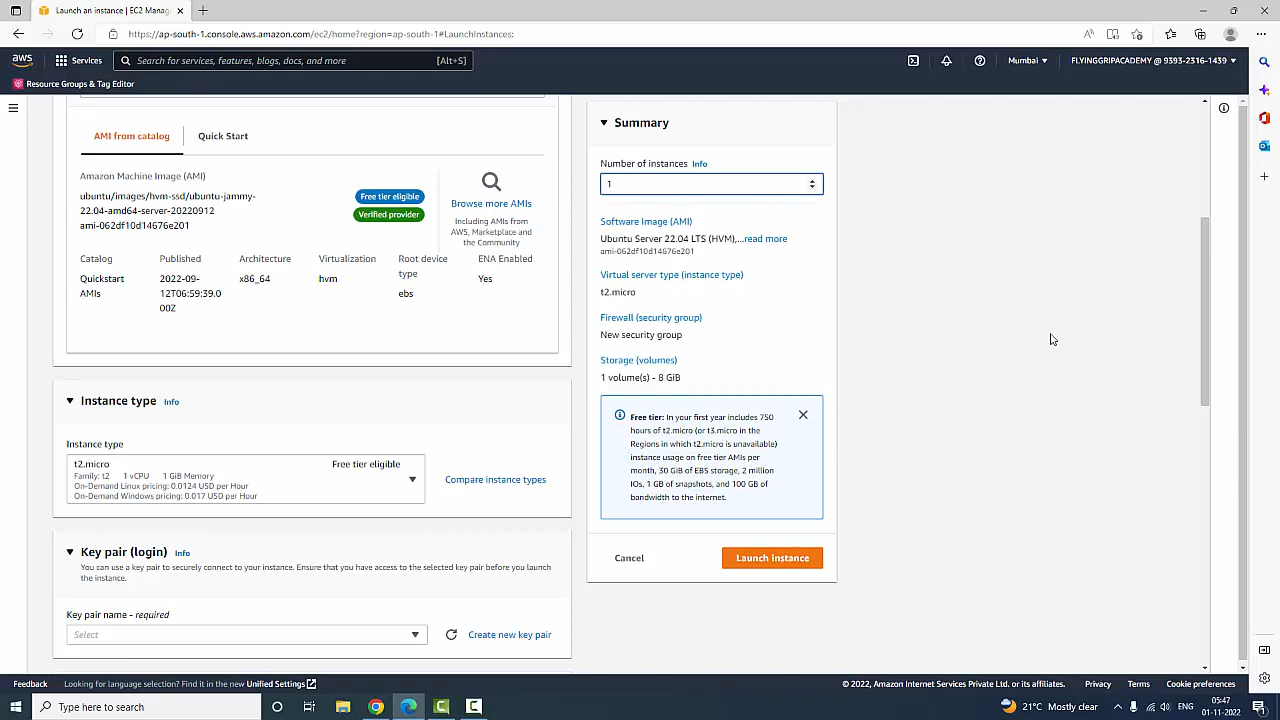 Launch an instance | EC2 Manag
https://ap-south-1.console.aws.amazon.com/ec2/home?region=ap-south-1#LaunchInstances:
aws
Services
Search for services, features, blogs, docs, and more
[Alt+S]
Mumbai
FLYINGGRIPACADEMY @ 9393-2316-1439
Resource Groups & Tag Editor
AMI from catalog
Quick Start
Amazon Machine Image (AMI)
ubuntu/images/hvm-ssd/ubuntu-jammy-
22.04-amd64-server-20220912
ami-062df10d14676e201
Free tier eligible
Verified provider
Browse more AMIs
Including AMIs from
AWS, Marketplace and
the Community
Catalog
Published
Architecture
Virtualization
Root device
type
ENA Enabled
Quickstart
AMIs
2022-09-
12T06:59:39.0
00Z
x86_64
hvm
ebs
Yes
Instance type
Info
Instance type
t2.micro
Free tier eligible
Family: t2 1 vCPU 1 GiB Memory
On-Demand Linux pricing: 0.0124 USD per Hour
On-Demand Windows pricing: 0.017 USD per Hour
Compare instance types
Key pair (login)
Info
You can use a key pair to securely connect to your instance. Ensure that you have access to the selected key pair before you launch
the instance.
Key pair name - required
Select
Create new key pair
Summary
Number of instances
Info
1
Software Image (AMI)
Ubuntu Server 22.04 LTS (HVM),...read more
ami-062df10d14676e201
Virtual server type (instance type)
t2.micro
Firewall (security group)
New security group
Storage (volumes)
1 volume(s) - 8 GiB
Free tier: In your first year includes 750
hours of t2.micro (or t3.micro in the
Regions in which t2.micro is unavailable)
instance usage on free tier AMIs per
month, 30 GiB of EBS storage, 2 million
IOs, 1 GB of snapshots, and 100 GB of
bandwidth to the internet.
Cancel
Launch instance
Feedback
Looking for language selection? Find it in the new Unified Settings
© 2022, Amazon Internet Services Private Ltd. or its affiliates.
Privacy
Terms
Cookie preferences
Type here to search
21°C Mostly clear
ENG
05:47
01-11-2022